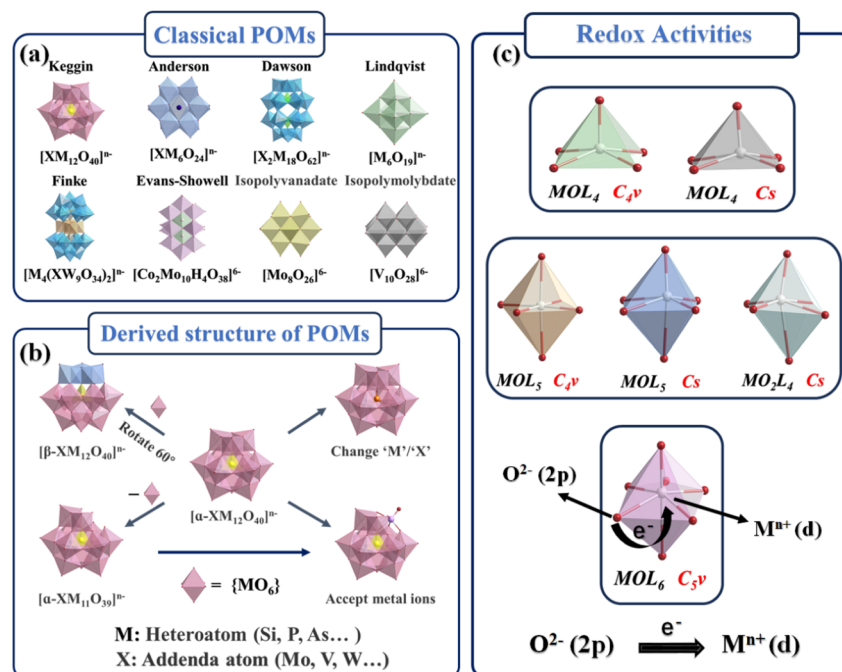 Classical POMs
(a)
Keggin Anderson Dawson Lindqvist
[XM₁₂O₄₀]ⁿ⁻ [XM₆O₂₄]ⁿ⁻ [X₂M₁₈O₆₂]ⁿ⁻ [M₆O₁₉]ⁿ⁻
Finke Evans-Showell Isopolyvanadate Isopolymolybdate
[M₄(XW₉O₃₄)₂]ⁿ⁻ [Co₂Mo₁₀H₄O₃₈]⁶⁻ [Mo₈O₂₆]⁶⁻ [V₁₀O₂₈]⁶⁻
Derived structure of POMs
(b)
Rotate 60°
[β-XM₁₂O₄₀]ⁿ⁻ Change ‘M’/‘X’
[α-XM₁₂O₄₀]ⁿ⁻
−
[α-XM₁₁O₃₉]ⁿ⁻ = {MO₆} Accept metal ions
M: Heteroatom (Si, P, As… )
X: Addenda atom (Mo, V, W…)
Redox Activities
(c)
MOL₄ C₄v MOL₄ Cs
MOL₅ C₄v MOL₅ Cs MO₂L₄ Cs
O²⁻ (2p)
e⁻
Mⁿ⁺ (d)
MOL₆ C₅v
e⁻
O²⁻ (2p) Mⁿ⁺ (d)